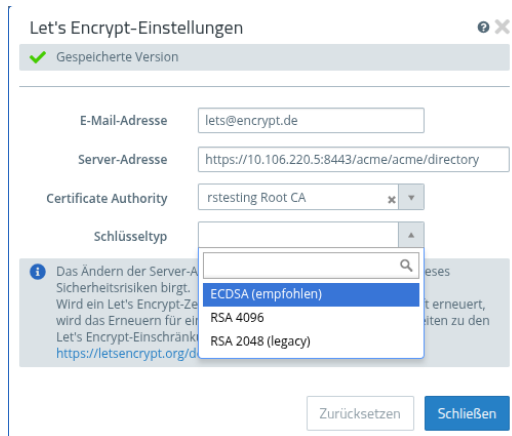 Let's Encrypt-Einstellungen
Gespeicherte Version
E-Mail-Adresse
lets@encrypt.de
Server-Adresse
https://10.106.220.5:8443/acme/acme/directory
Certificate Authority
rstesting Root CA
Schlüsseltyp
ECDSA (empfohlen)
RSA 4096
RSA 2048 (legacy)
Das Ändern der Server-A
Sicherheitsrisiken birgt.
Wird ein Let's Encrypt-Ze t erneuert,
wird das Erneuern für ei eiten zu den
Let's Encrypt-Einschränk
https://letsencrypt.org/d
Zurücksetzen
Schließen